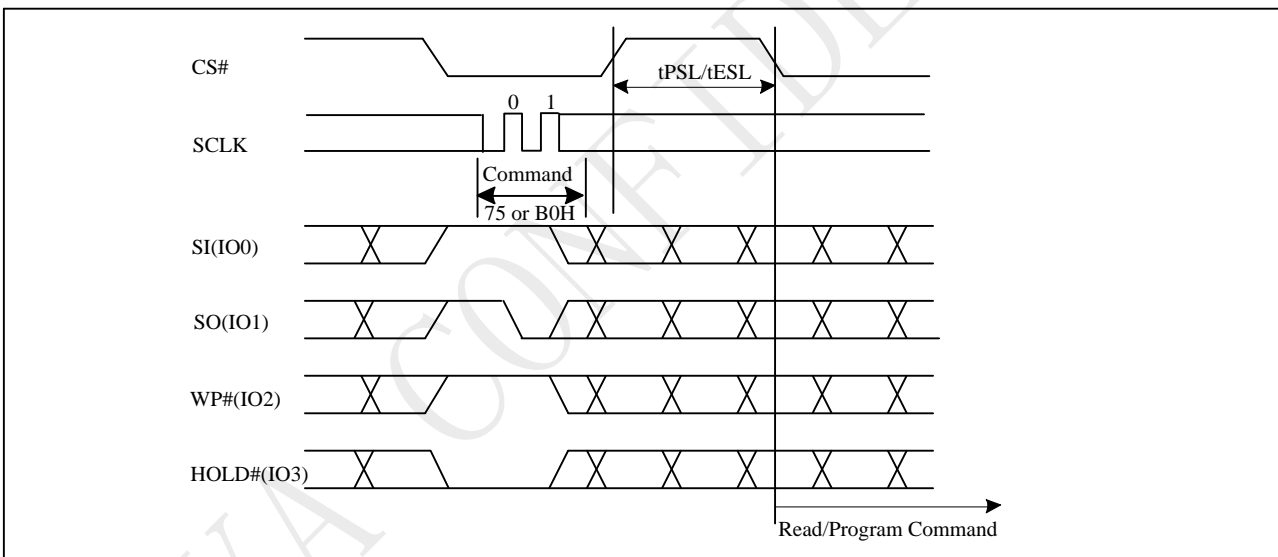 CS#
tPSL/tESL
0 1
SCLK
Command
75 or B0H
SI(IO0)
SO(IO1)
WP#(IO2)
HOLD#(IO3)
Read/Program Command